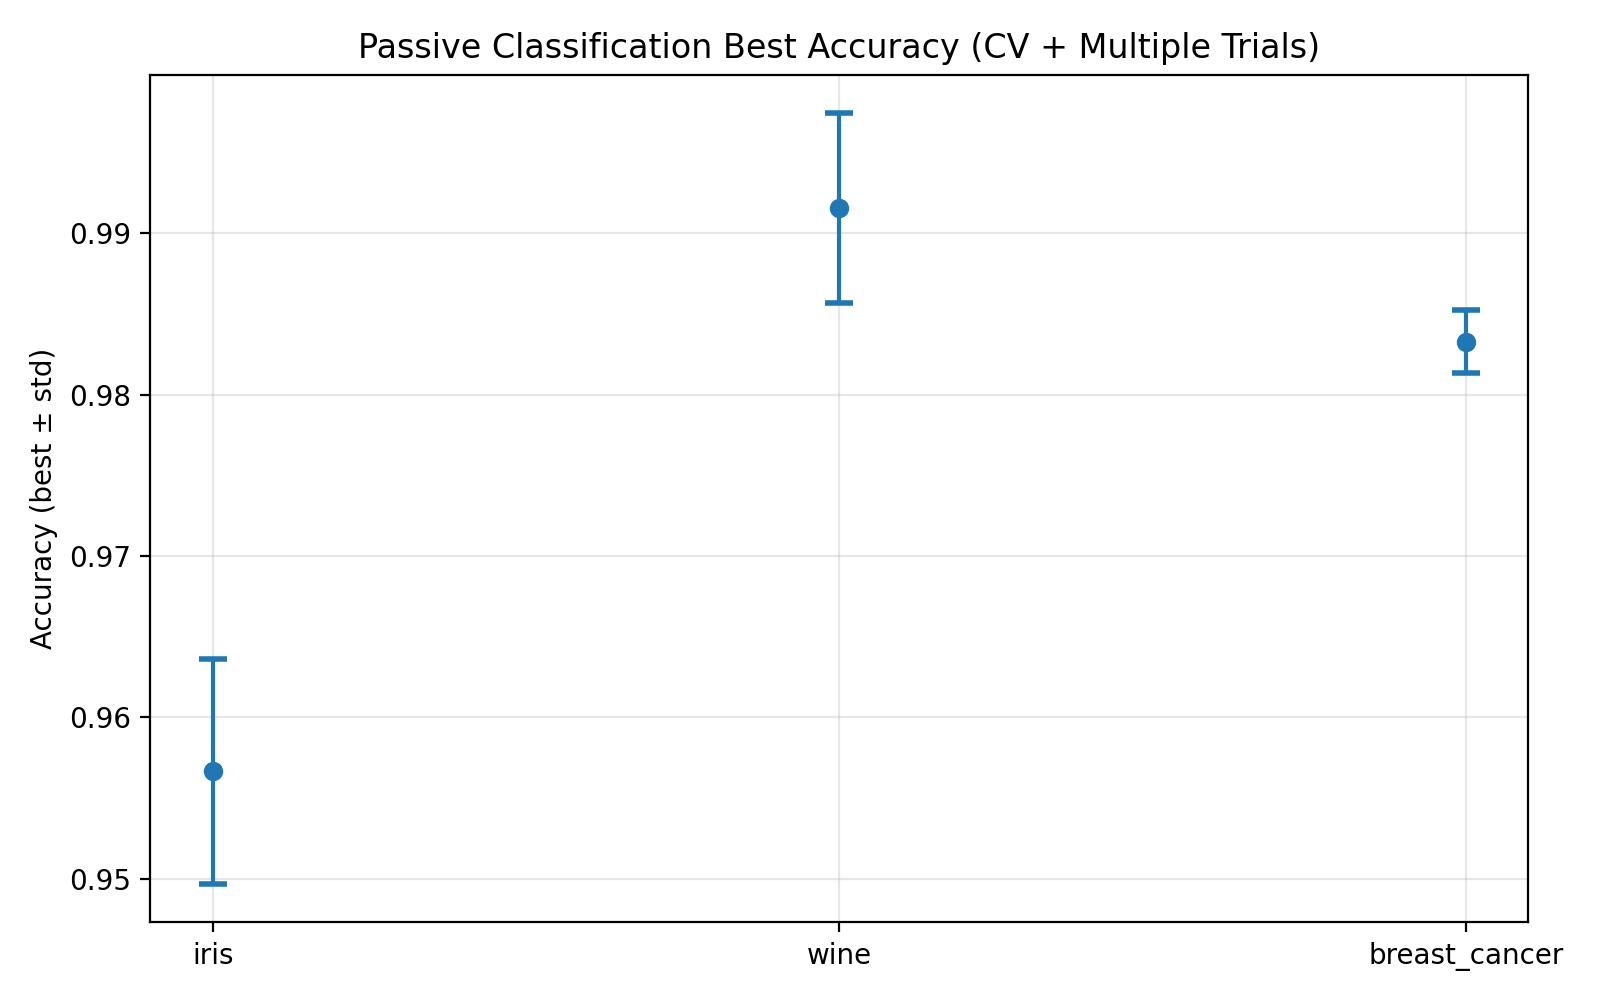 Passive Classification Best Accuracy (CV + Multiple Trials)
Accuracy (best ± std)
0.99
0.98
0.97
0.96
0.95
iris
wine
breast_cancer